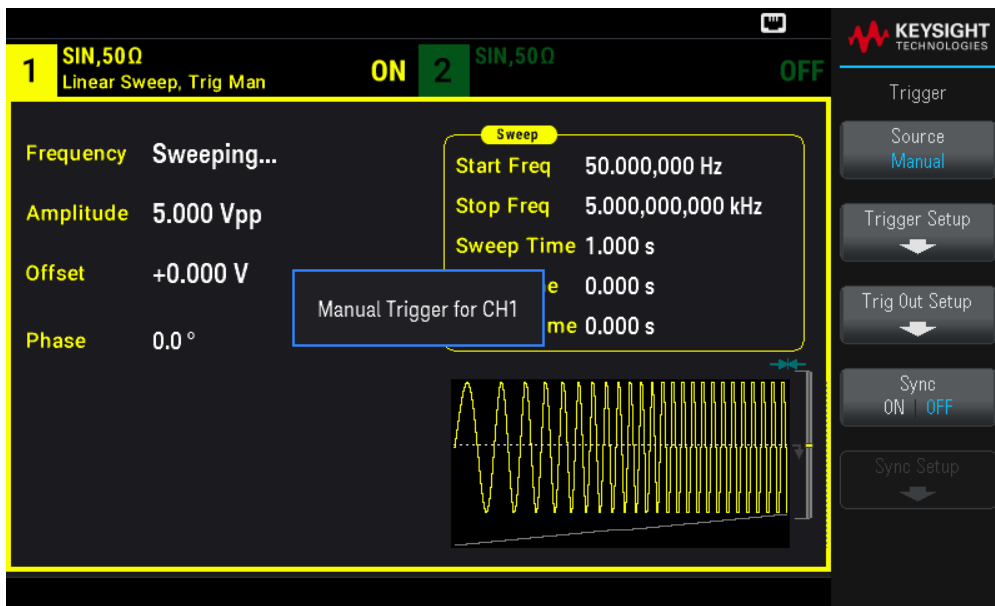 KEYSIGHT
TECHNOLOGIES
1
SIN,50Ω
Linear Sweep, Trig Man
ON
2
SIN,50Ω
OFF
Frequency Sweeping...
Amplitude 5.000 Vpp
Offset +0.000 V
Phase 0.0 °
Sweep
Start Freq 50.000,000 Hz
Stop Freq 5.000,000,000 kHz
Sweep Time 1.000 s
e 0.000 s
me 0.000 s
Manual Trigger for CH1
Trigger
Source
Manual
Trigger Setup
Trig Out Setup
Sync
ON | OFF
Sync Setup